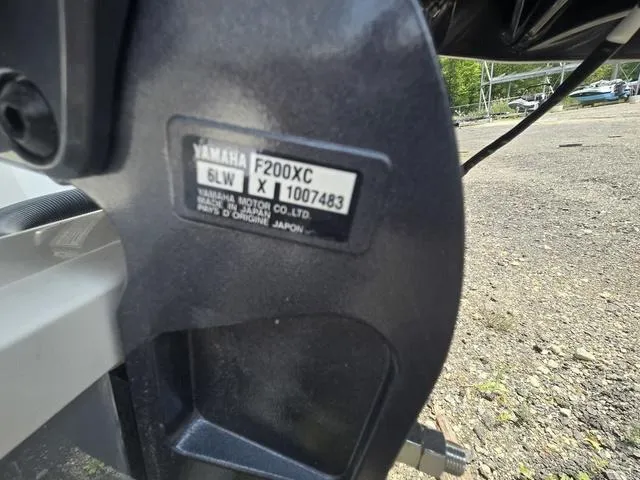 YAMAHA F200XC
6LW X 1007483
YAMAHA MOTOR CO.,LTD.
MADE IN JAPAN
PAYS D'ORIGINE JAPON